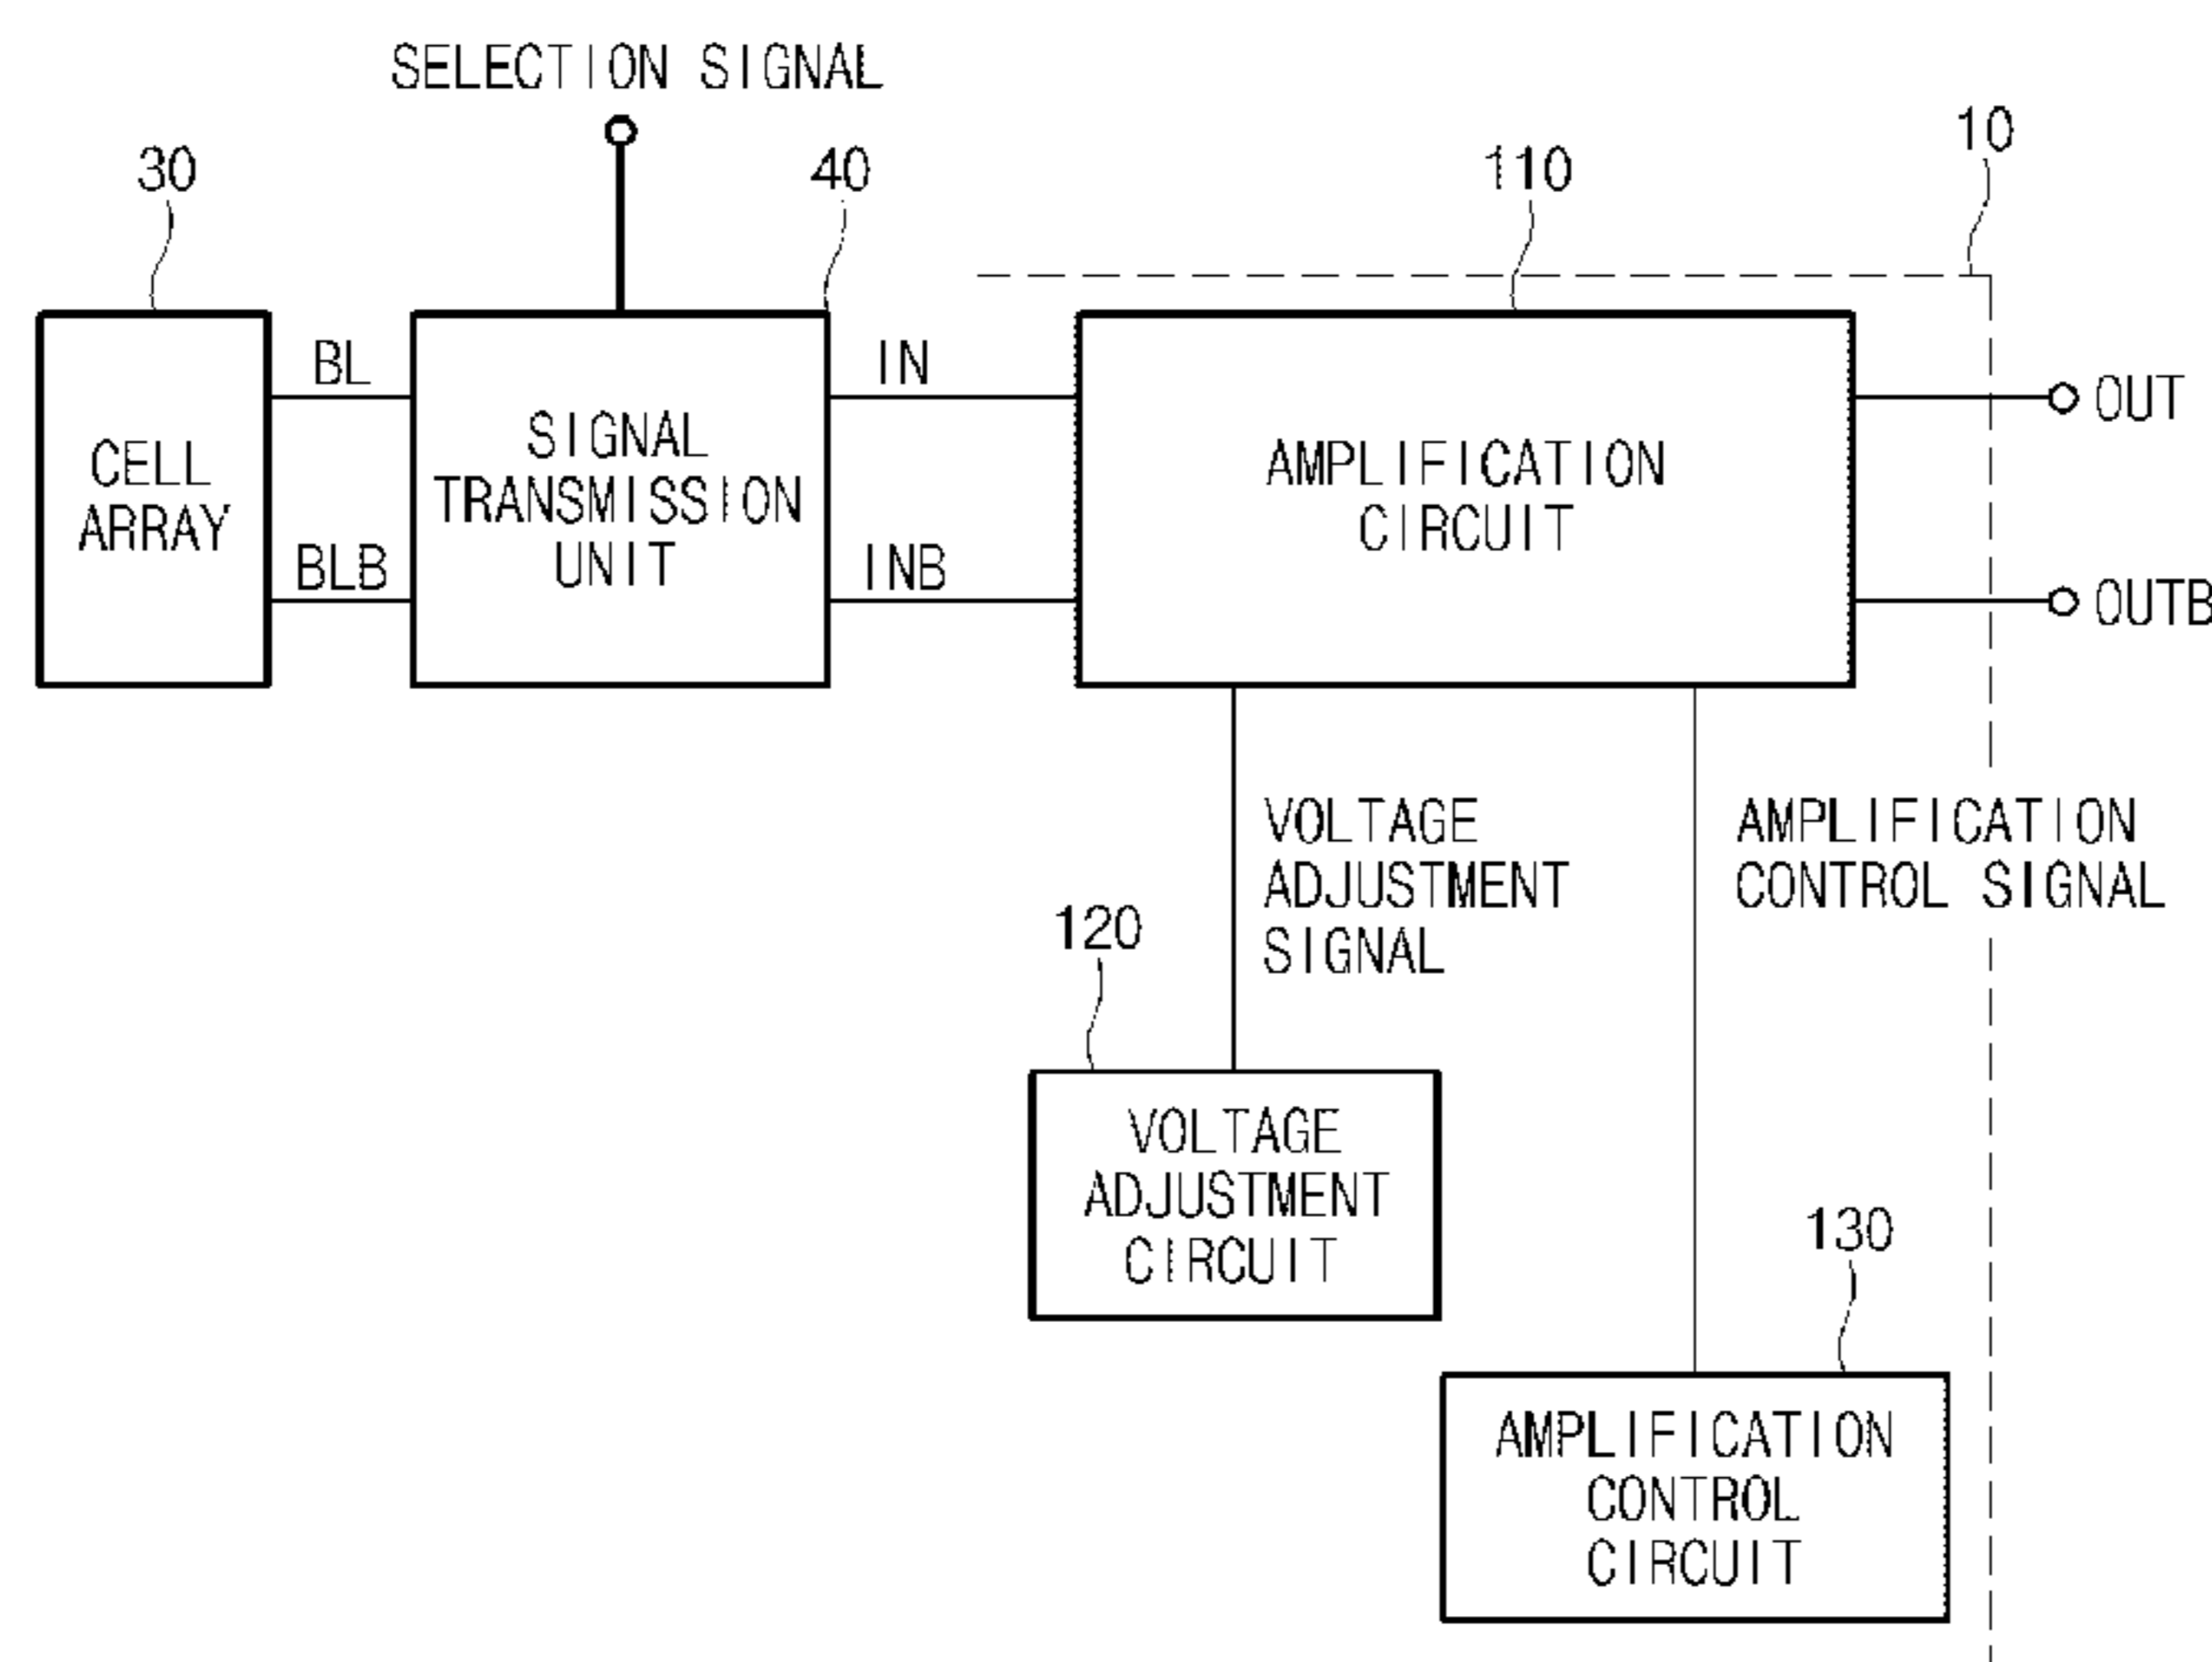 SELECTION SIGNAL
10
30
40
110
BL
IN
OUT
CELL
ARRAY
SIGNAL
TRANSMISSION
UNIT
AMPLIFICATION
CIRCUIT
BLB
INB
OUTB
VOLTAGE
ADJUSTMENT
SIGNAL
AMPLIFICATION
CONTROL SIGNAL
120
VOLTAGE
ADJUSTMENT
CIRCUIT
130
AMPLIFICATION
CONTROL
CIRCUIT